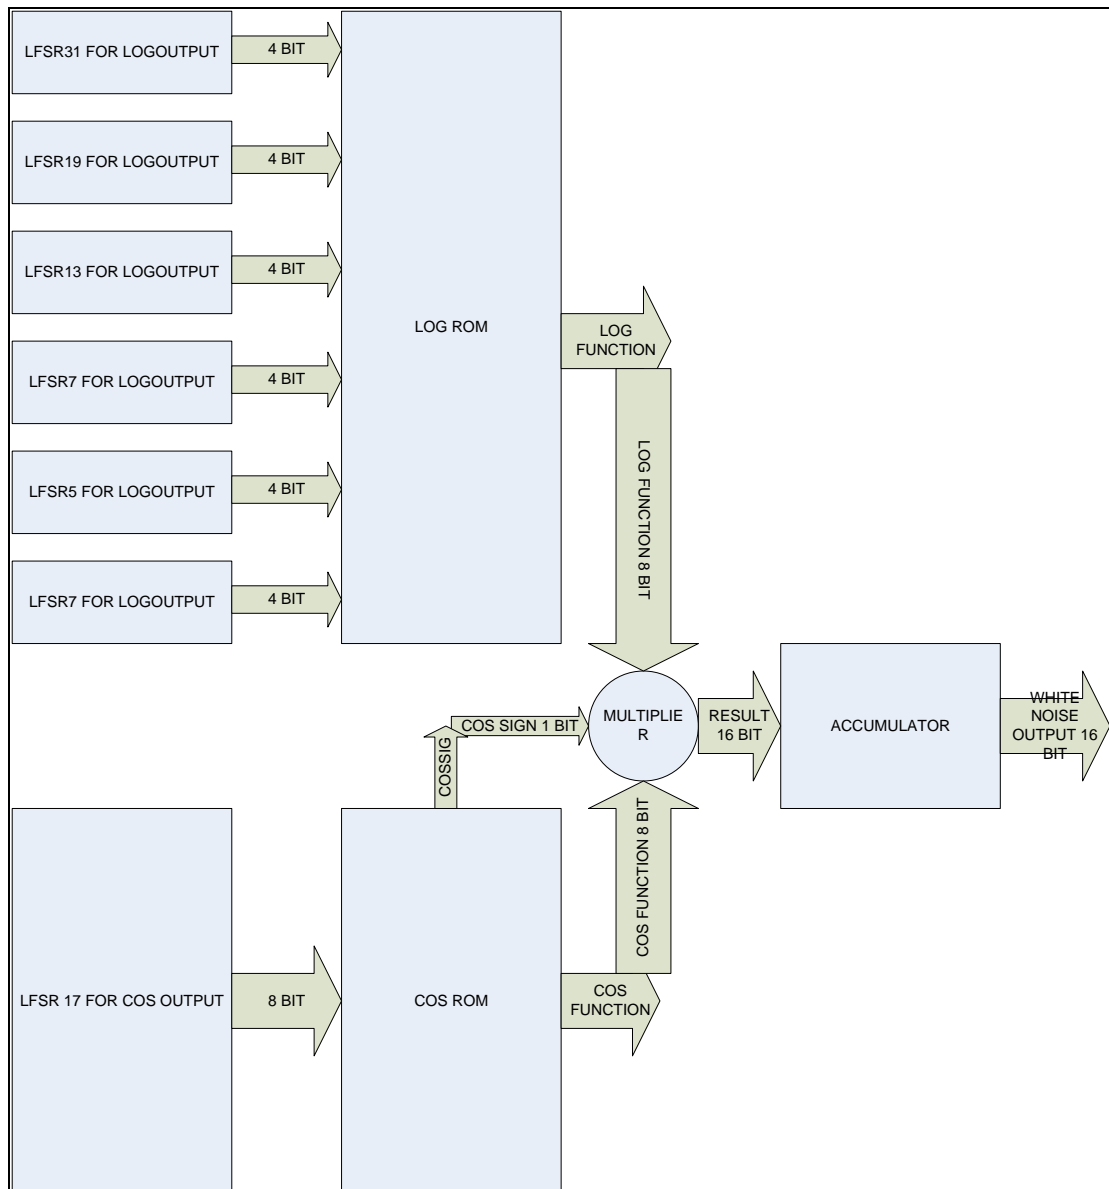 LFSR31 FOR LOGOUTPUT
4 BIT
LFSR19 FOR LOGOUTPUT
4 BIT
LFSR13 FOR LOGOUTPUT
4 BIT
LFSR7 FOR LOGOUTPUT
4 BIT
LFSR5 FOR LOGOUTPUT
4 BIT
LFSR7 FOR LOGOUTPUT
4 BIT
LOG ROM
LOG
FUNCTION
LOG FUNCTION 8 BIT
COSSIG
COS SIGN 1 BIT
MULTIPLIE
R
RESULT
16 BIT
ACCUMULATOR
WHITE
NOISE
OUTPUT 16
BIT
COS FUNCTION 8 BIT
LFSR 17 FOR COS OUTPUT
8 BIT
COS ROM
COS
FUNCTION